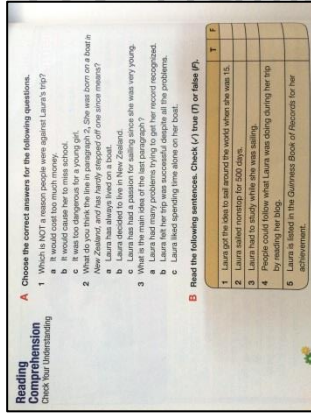 Reading
Comprehension
Check Your Understanding
A Choose the correct answers for the following questions.
1 Which is NOT a reason people were against Laura's trip?
a It would cost too much money.
b It would cause her to miss school.
c It was too dangerous for a young girl.
2 What do you think the line in paragraph 2, She was born on a boat in
New Zealand, and has rarely stepped off one since means?
a Laura has always lived on a boat.
b Laura decided to live in New Zealand.
c Laura has had a passion for sailing since she was very young.
3 What is the main idea of the last paragraph?
a Laura had many problems trying to get her record recognized.
b Laura felt her trip was successful despite all the problems.
c Laura liked spending time alone on her boat.
B Read the following sentences. Check (✓) true (T) or false (F).
T F
1 Laura got the idea to sail around the world when she was 15.
2 Laura sailed nonstop for 500 days.
3 Laura had to study while she was sailing.
4 People could follow what Laura was doing during her trip
by reading her blog.
5 Laura is listed in the Guinness Book of Records for her
achievement.